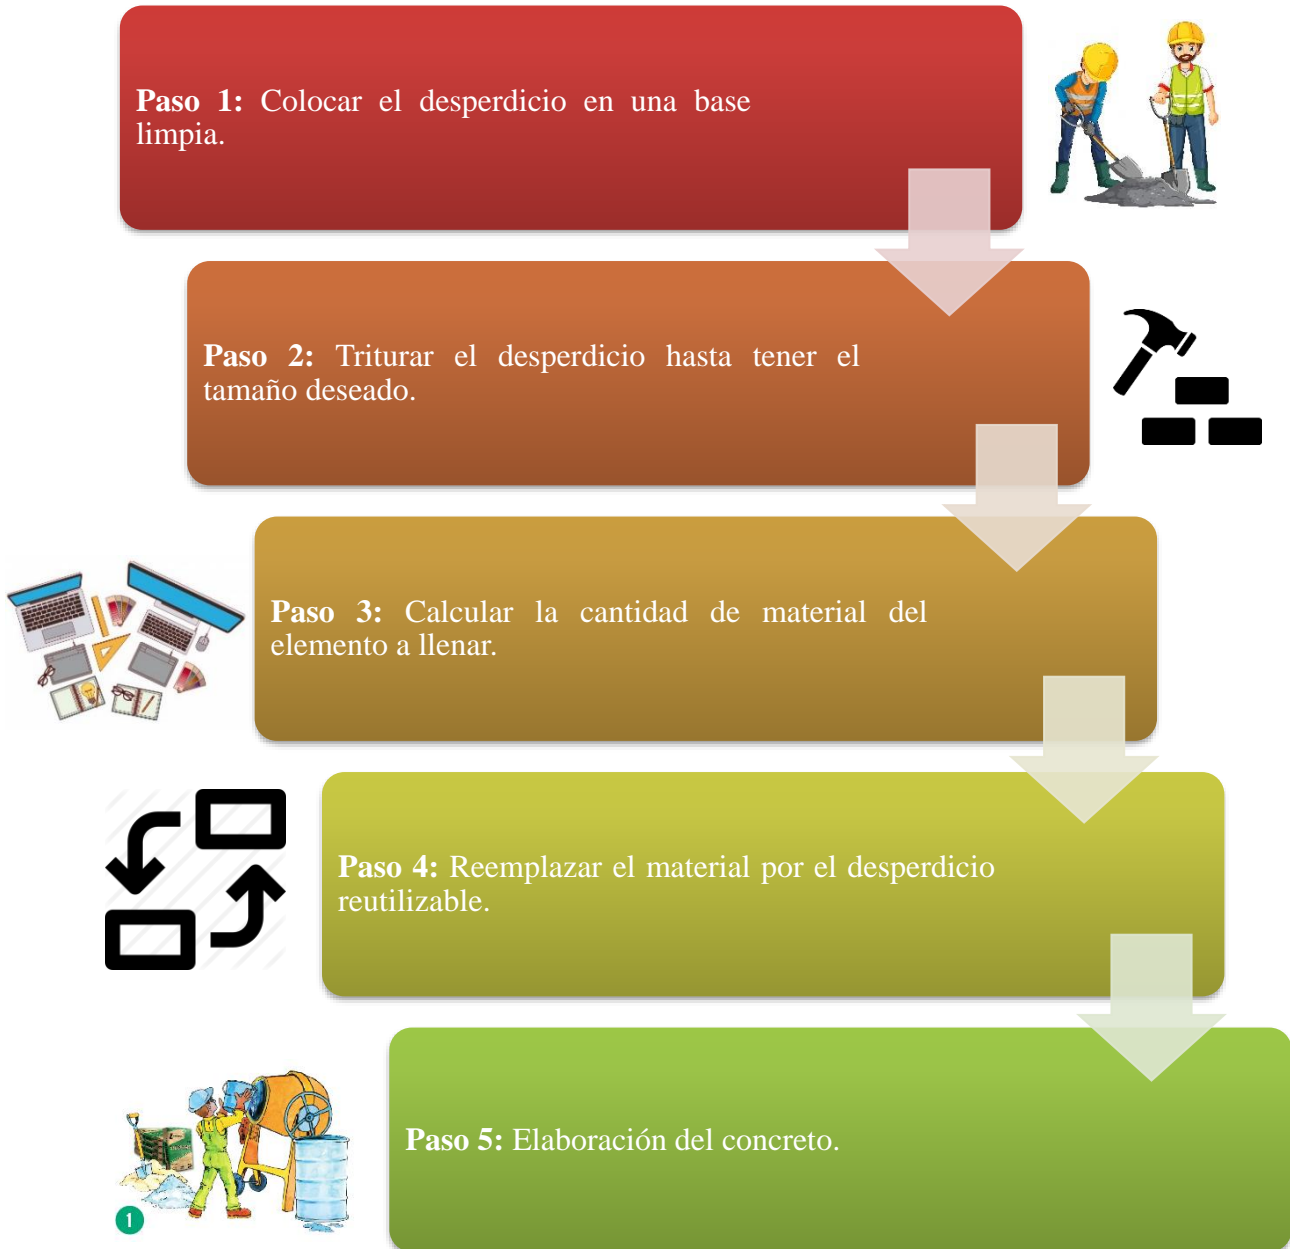 Paso 1: Colocar el desperdicio en una base
limpia.
Paso 2: Triturar el desperdicio hasta tener el
tamaño deseado.
Paso 3: Calcular la cantidad de material del
elemento a llenar.
Paso 4: Reemplazar el material por el desperdicio
reutilizable.
Paso 5: Elaboración del concreto.
1